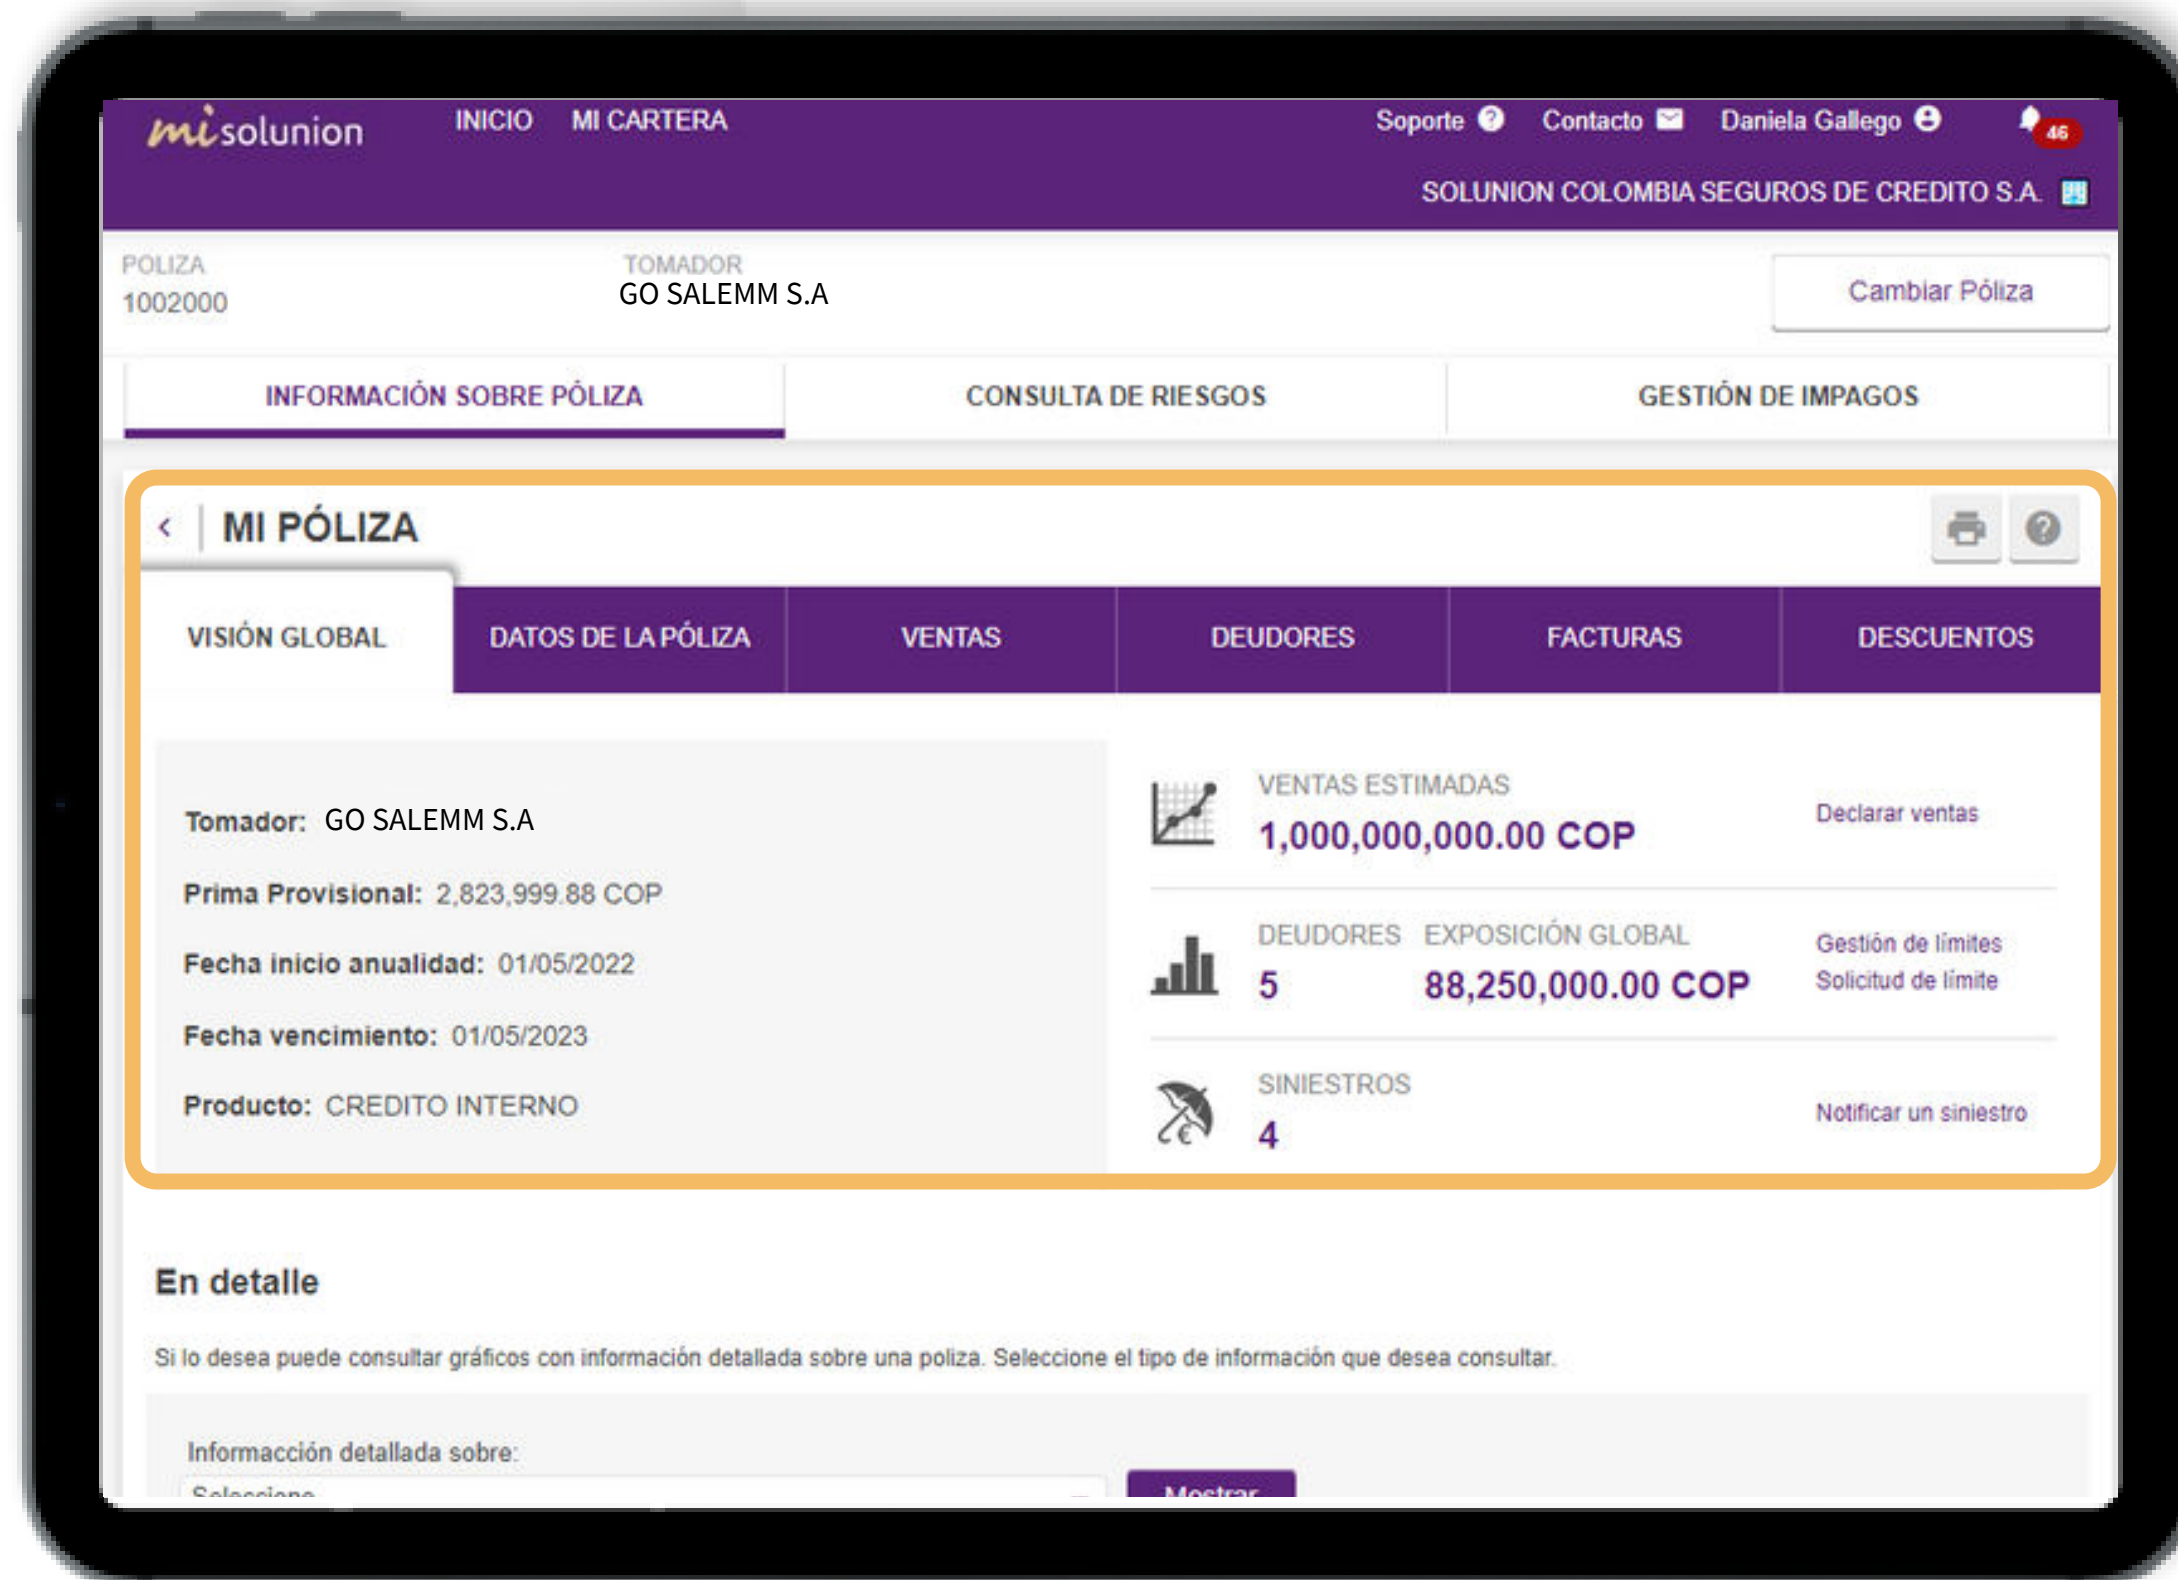 misolunion INICIO MI CARTERA Soporte Contacto Daniela Gallego 46
SOLUNION COLOMBIA SEGUROS DE CREDITO S.A.
POLIZA TOMADOR
1002000 GO SALEMM S.A Cambiar Póliza
INFORMACIÓN SOBRE PÓLIZA CONSULTA DE RIESGOS GESTIÓN DE IMPAGOS
< MI PÓLIZA
VISIÓN GLOBAL DATOS DE LA PÓLIZA VENTAS DEUDORES FACTURAS DESCUENTOS
Tomador: GO SALEMM S.A
Prima Provisional: 2,823,999.88 COP
Fecha inicio anualidad: 01/05/2022
Fecha vencimiento: 01/05/2023
Producto: CREDITO INTERNO
VENTAS ESTIMADAS
1,000,000,000.00 COP
Declarar ventas
DEUDORES EXPOSICIÓN GLOBAL
5 88,250,000.00 COP
Gestión de límites
Solicitud de límite
SINIESTROS
4
Notificar un siniestro
En detalle
Si lo desea puede consultar gráficos con información detallada sobre una poliza. Seleccione el tipo de información que desea consultar.
Informacción detallada sobre:
Seleccione Mostrar